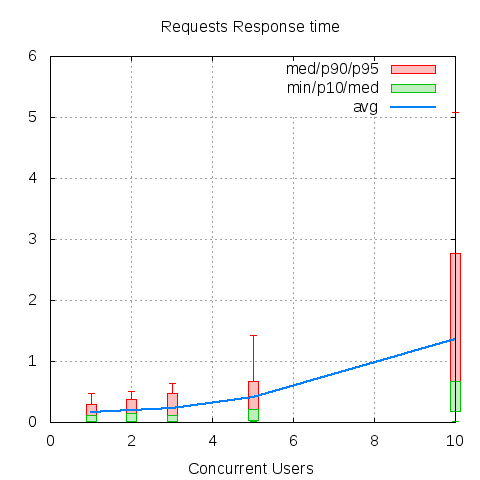 Requests Response time
6
5
4
3
2
1
0
med/p90/p95
min/p10/med
avg
0 2 4 6 8 10
Concurrent Users